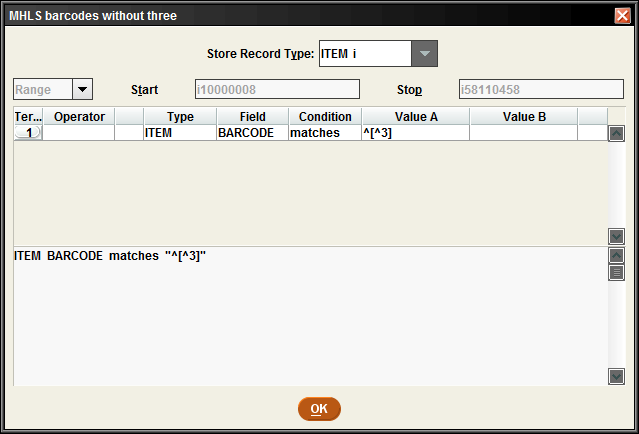 MHLS barcodes without three
Store Record Type: ITEM i
Range Start i10000008 Stop i58110458
Ter... Operator Type Field Condition Value A Value B
1 ITEM BARCODE matches ^[^3]
ITEM BARCODE matches "^[^3]"
OK